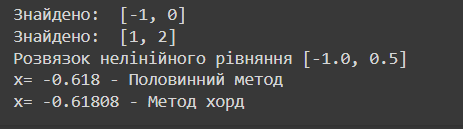 Знайдено:  [-1, 0]
Знайдено:  [1, 2]
Розвязок нелінійного рівняння [-1.0, 0.5]
x= -0.618 - Половинний метод
x= -0.61808 - Метод хорд